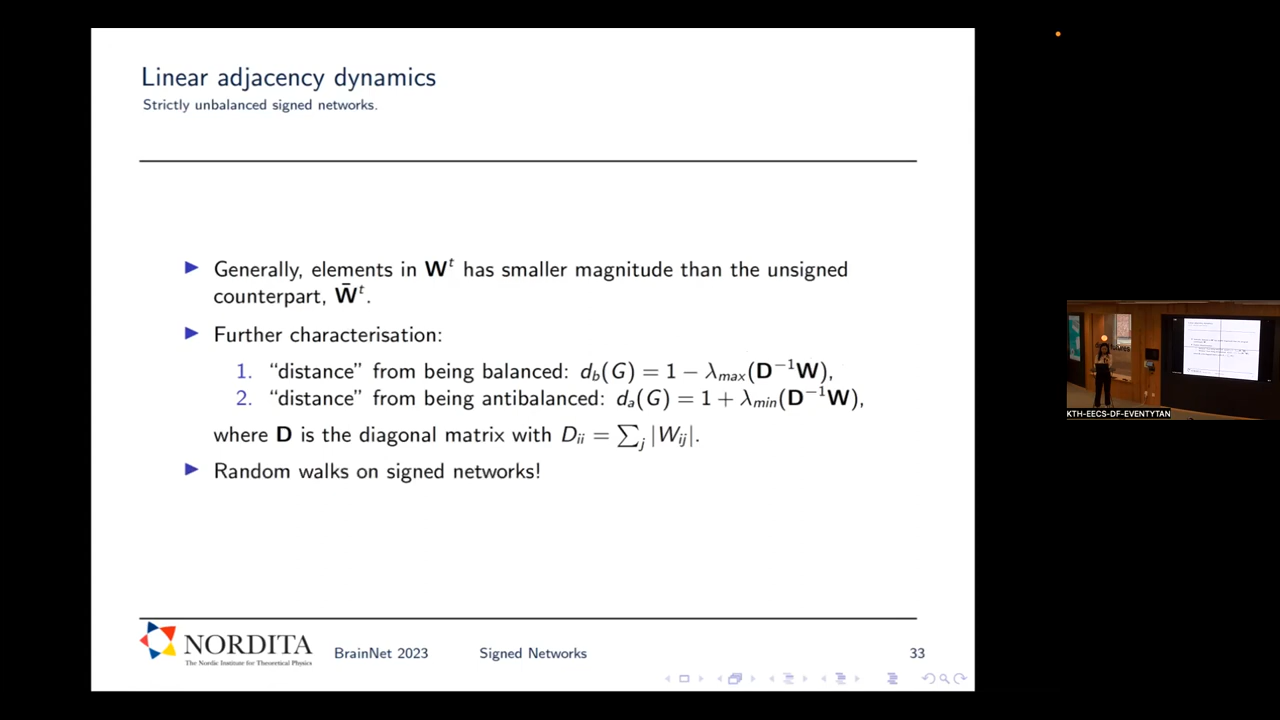 Linear adjacency dynamics
Strictly unbalanced signed networks.
▶ Generally, elements in Wᵗ has smaller magnitude than the unsigned
counterpart, W̄ᵗ.
▶ Further characterisation:
1. “distance” from being balanced: d_b(G) = 1 − λ_max(D⁻¹W),
2. “distance” from being antibalanced: d_a(G) = 1 + λ_min(D⁻¹W),
where D is the diagonal matrix with D_ii = ∑_j |W_ij|.
▶ Random walks on signed networks!
NORDITA
The Nordic Institute for Theoretical Physics
BrainNet 2023
Signed Networks
33
KTH-EECS-DF-EVENTYTAN